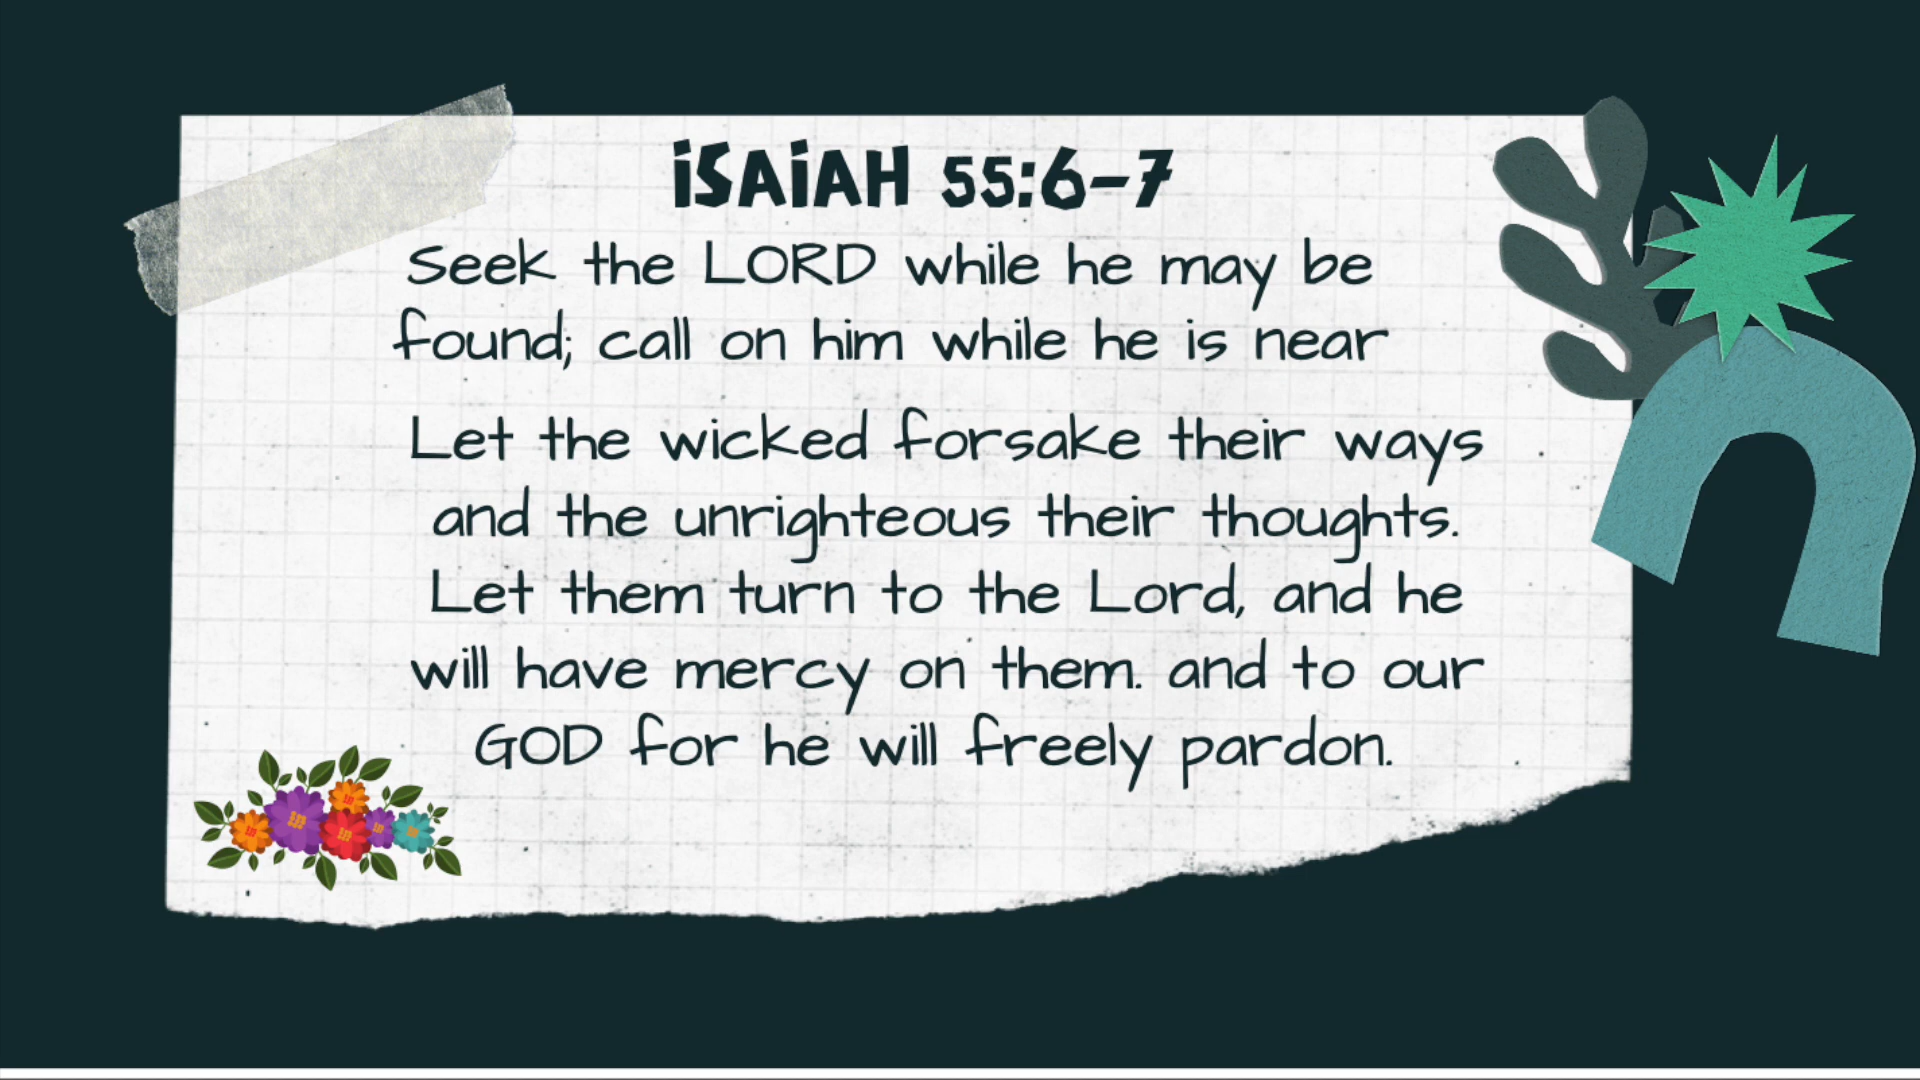 iSAiAH 55:6-7
Seek the LORD while he may be
found; call on him while he is near
Let the wicked forsake their ways
and the unrighteous their thoughts.
Let them turn to the Lord, and he
will have mercy on them. and to our
GOD for he will freely pardon.